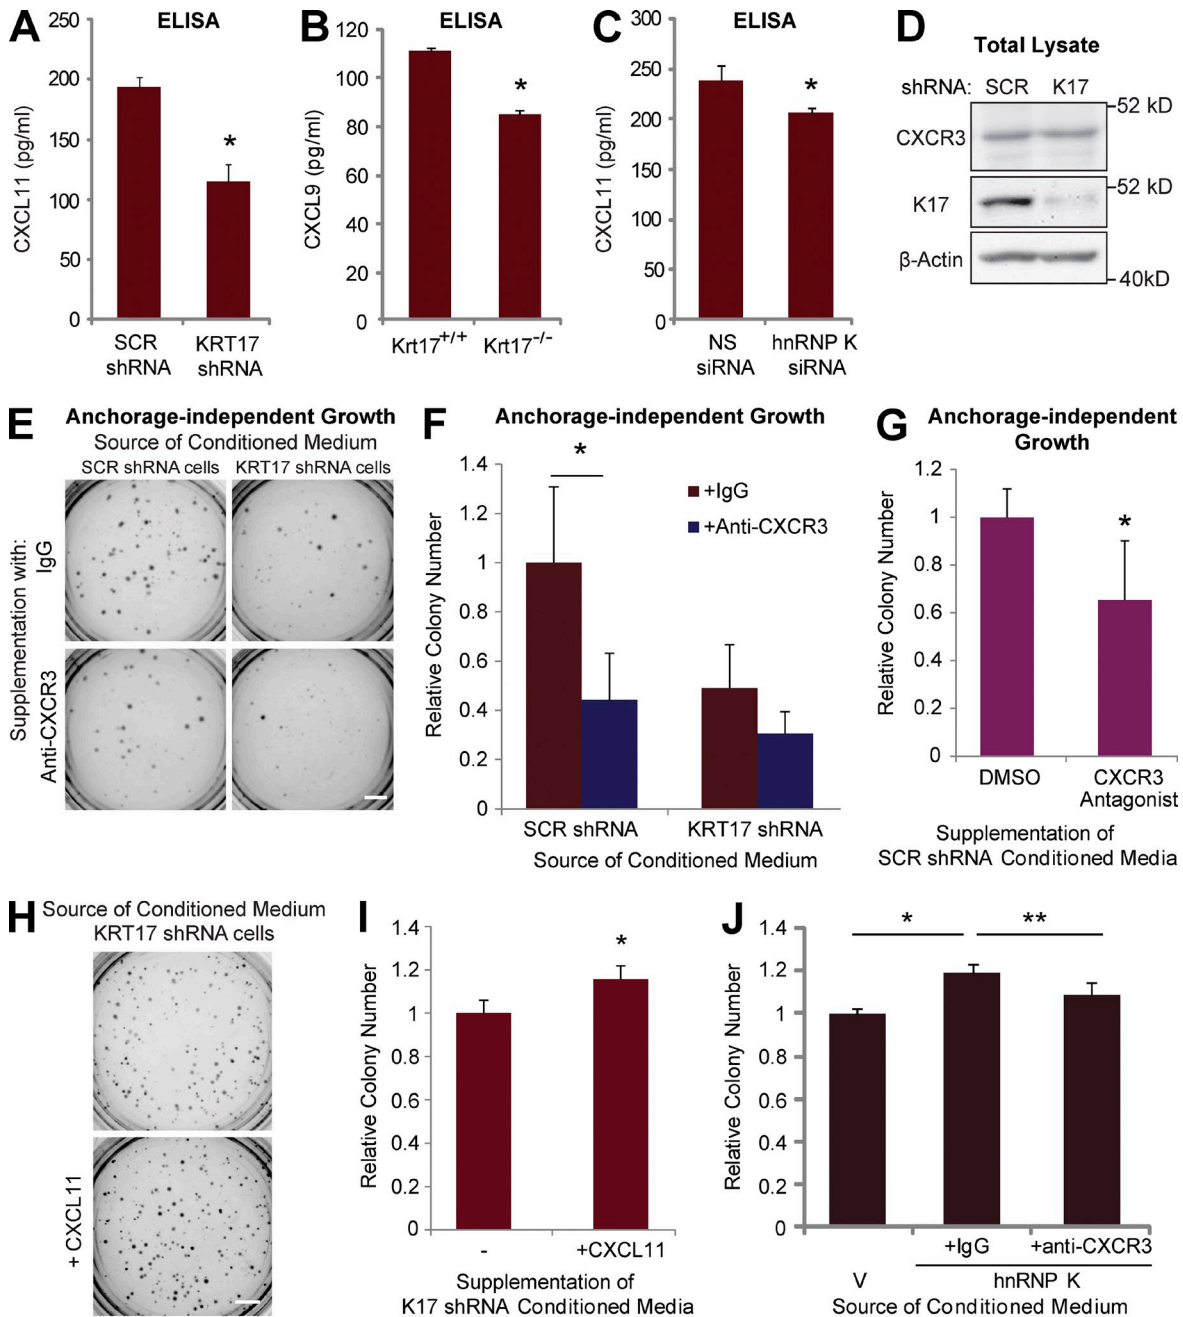 A
ELISA
CXCL11 (pg/ml)
250
200
150
100
50
0
*
SCR
shRNA
KRT17
shRNA
B
ELISA
CXCL9 (pg/ml)
120
100
80
60
40
20
0
*
Krt17+/+
Krt17-/-
C
ELISA
CXCL11 (pg/ml)
300
250
200
150
100
50
0
*
NS
siRNA
hnRNP K
siRNA
D
Total Lysate
shRNA: SCR K17
CXCR3
52 kD
K17
52 kD
β-Actin
40kD
E
Anchorage-independent Growth
Source of Conditioned Medium
SCR shRNA cells
KRT17 shRNA cells
Supplementation with:
IgG
Anti-CXCR3
F
Anchorage-independent Growth
Relative Colony Number
1.4
1.2
1
0.8
0.6
0.4
0.2
0
*
+IgG
+Anti-CXCR3
SCR shRNA
KRT17 shRNA
Source of Conditioned Medium
G
Anchorage-independent
Growth
Relative Colony Number
1.2
1
0.8
0.6
0.4
0.2
0
*
DMSO
CXCR3
Antagonist
Supplementation of
SCR shRNA Conditioned Media
H
Source of Conditioned Medium
KRT17 shRNA cells
+ CXCL11
I
Relative Colony Number
1.4
1.2
1
0.8
0.6
0.4
0.2
0
*
-
+CXCL11
Supplementation of
K17 shRNA Conditioned Media
J
Relative Colony Number
1.4
1.2
1
0.8
0.6
0.4
0.2
0
*
**
+IgG
+anti-CXCR3
V
hnRNP K
Source of Conditioned Medium